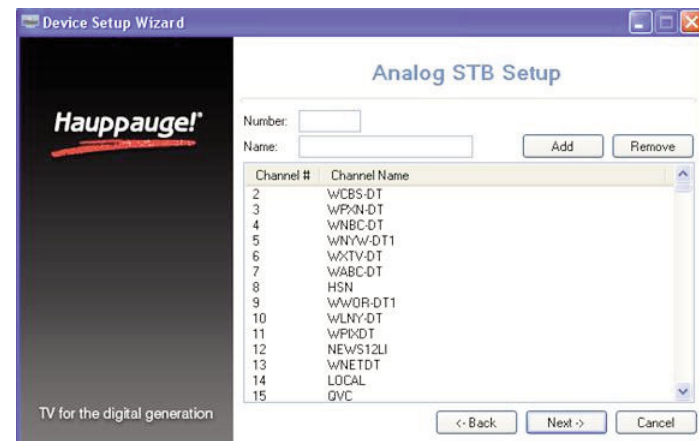 Device Setup Wizard
Hauppauge!®
TV for the digital generation
Analog STB Setup
Number:
Name:
Add Remove
Channel # Channel Name
2 WCBS-DT
3 WPXN-DT
4 WNBC-DT
5 WNYW-DT1
6 WXTV-DT
7 WABC-DT
8 HSN
9 WWOR-DT1
10 WLNY-DT
11 WPIXDT
12 NEWS12LI
13 WNETDT
14 LOCAL
15 QVC
<- Back Next -> Cancel